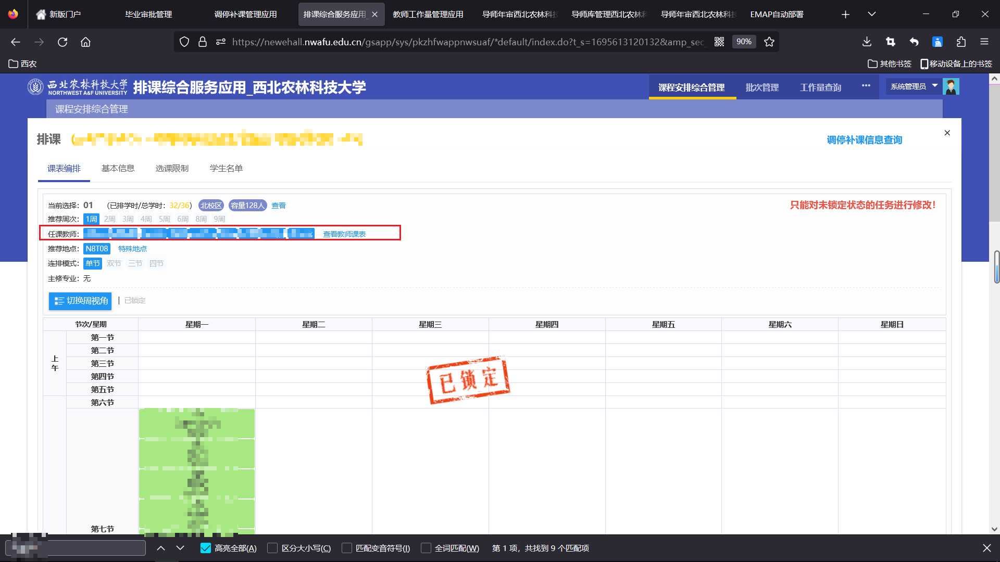 新版门户
毕业审批管理
调停补课管理应用
排课综合服务应用_
教师工作量管理应用
导师年审西北农林科技
导师库管理西北农林科
导师年审西北农林科技
EMAP自动部署
https://newehall.nwafu.edu.cn/gsapp/sys/pkzhfwappnwsuaf/*default/index.do?t_s=1695613120132&amp_sec_
90%
西农
其他书签
移动设备上的书签
西北农林科技大学
NORTHWEST A&F UNIVERSITY
排课综合服务应用_西北农林科技大学
课程安排综合管理
批次管理
工作量查询
系统管理员
课程安排综合管理
排课
调停补课信息查询
课表编排
基本信息
选课限制
学生名单
当前选择：01 （已排学时/总学时：32/36） 北校区 容量128人 查看
只能对未锁定状态的任务进行修改！
推荐周次：1周 2周 3周 4周 5周 6周 8周 9周
任课教师： 查看教师课表
推荐地点：N8T08 特殊地点
连排模式：单节 双节 三节 四节
主修专业：无
切换周视角 | 已锁定
节次/星期 星期一 星期二 星期三 星期四 星期五 星期六 星期日
上午
第一节
第二节
第三节
第四节
第五节
第六节
第七节
已锁定
高亮全部(A)
区分大小写(C)
匹配变音符号(I)
全词匹配(W)
第 1 项，共找到 9 个匹配项